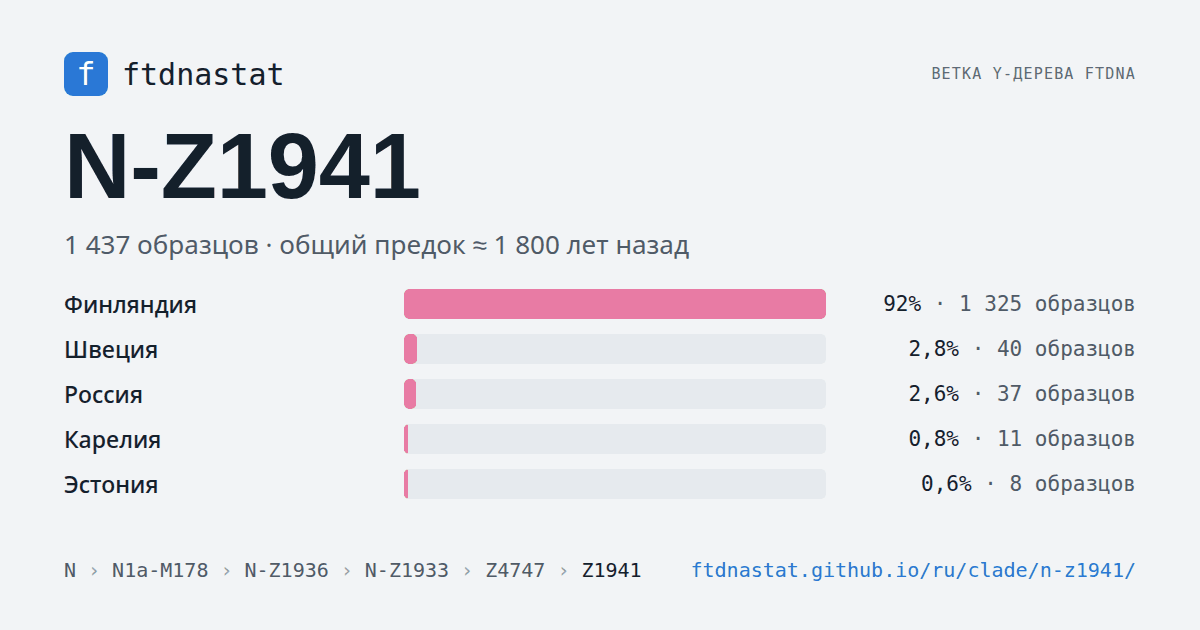 f ftdnastat
ВЕТКА Y-ДЕРЕВА FTDNA
N-Z1941
1 437 образцов · общий предок ≈ 1 800 лет назад
Финляндия 92% · 1 325 образцов
Швеция 2,8% · 40 образцов
Россия 2,6% · 37 образцов
Карелия 0,8% · 11 образцов
Эстония 0,6% · 8 образцов
N › N1a-M178 › N-Z1936 › N-Z1933 › Z4747 › Z1941
ftdnastat.github.io/ru/clade/n-z1941/